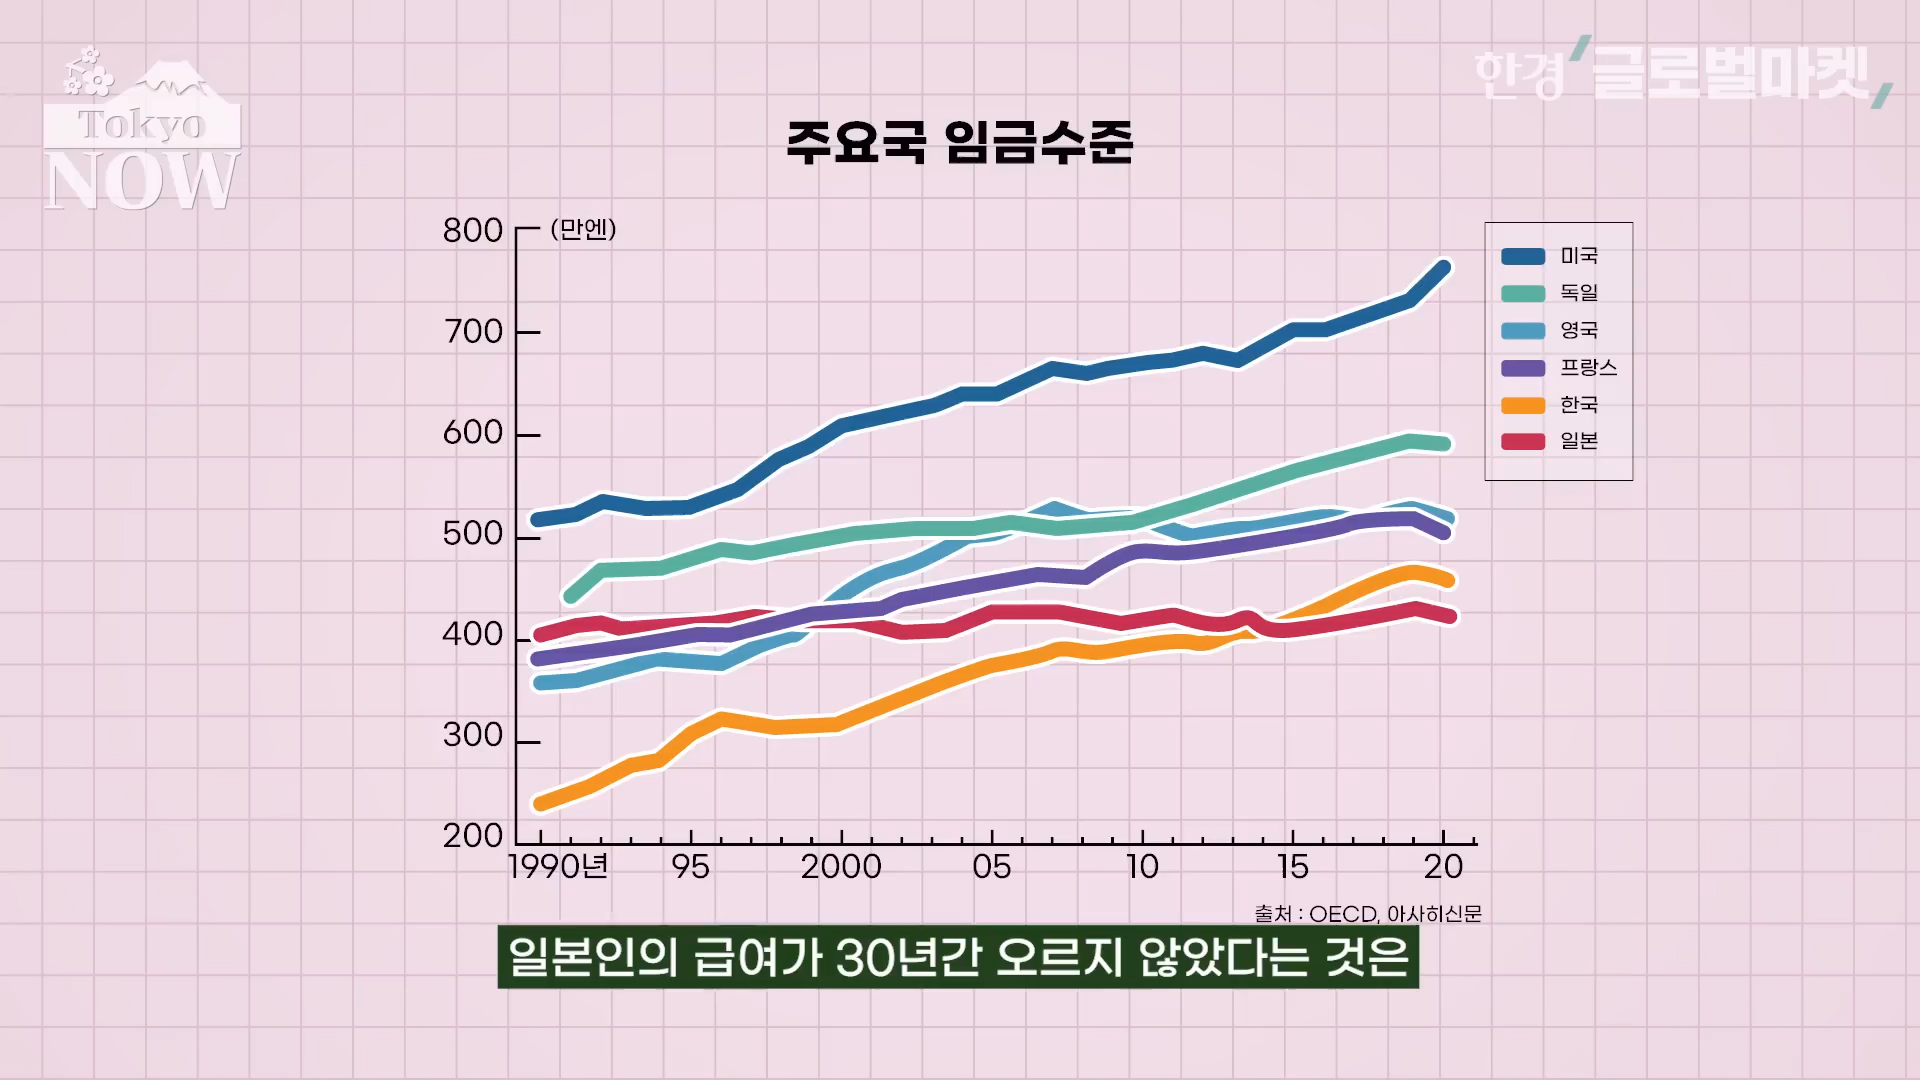 Tokyo
NOW
한경 글로벌마켓
주요국 임금수준
(만엔)
800
700
600
500
400
300
200
1990년 95 2000 05 10 15 20
미국
독일
영국
프랑스
한국
일본
출처 : OECD, 아사히신문
일본인의 급여가 30년간 오르지 않았다는 것은